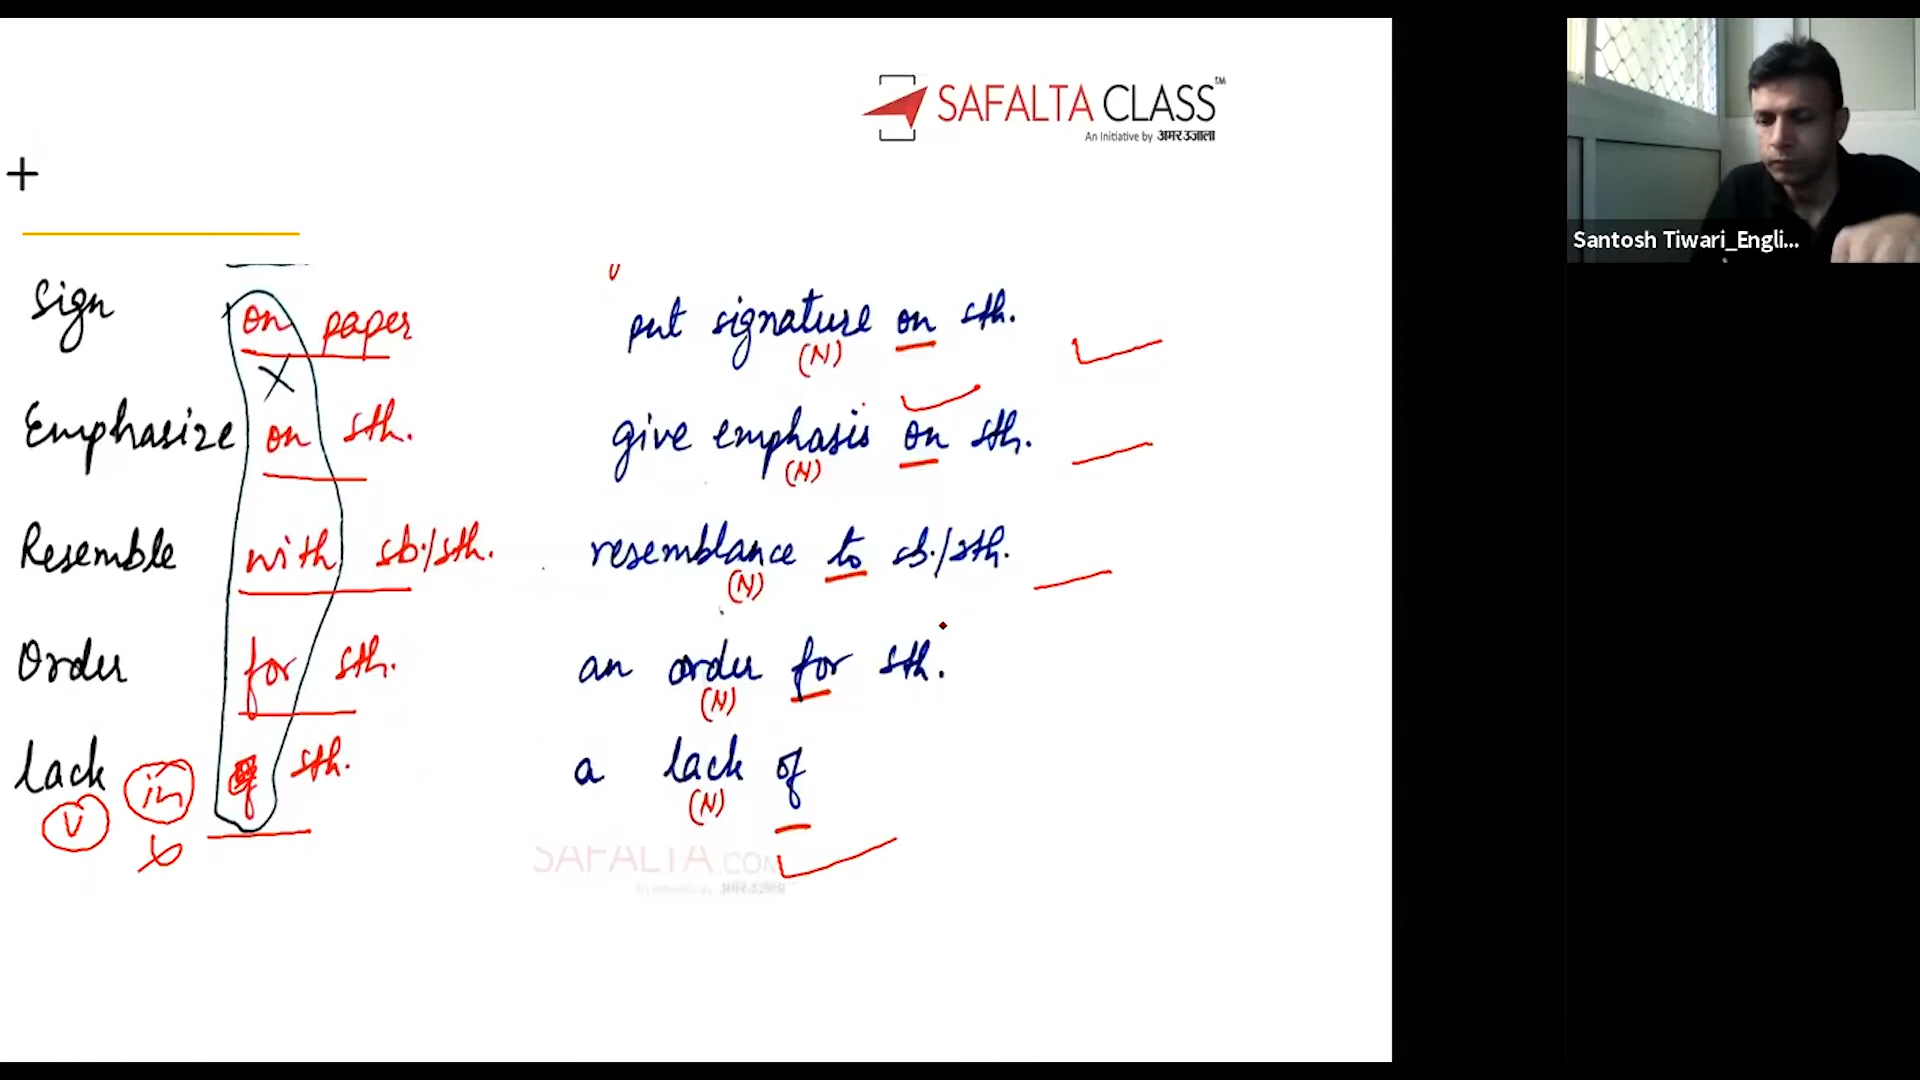 SAFALTA CLASS™
An Initiative by अमर उजाला
Santosh Tiwari_Engli...
+
Sign on paper put signature on sth.
X (N)
Emphasize on sth. give emphasis on sth.
(N)
Resemble with sb./sth. resemblance to sb./sth.
(N)
Order for sth. an order for sth.
(N)
lack in of sth. a lack of
V (N)
SAFALTA.COM